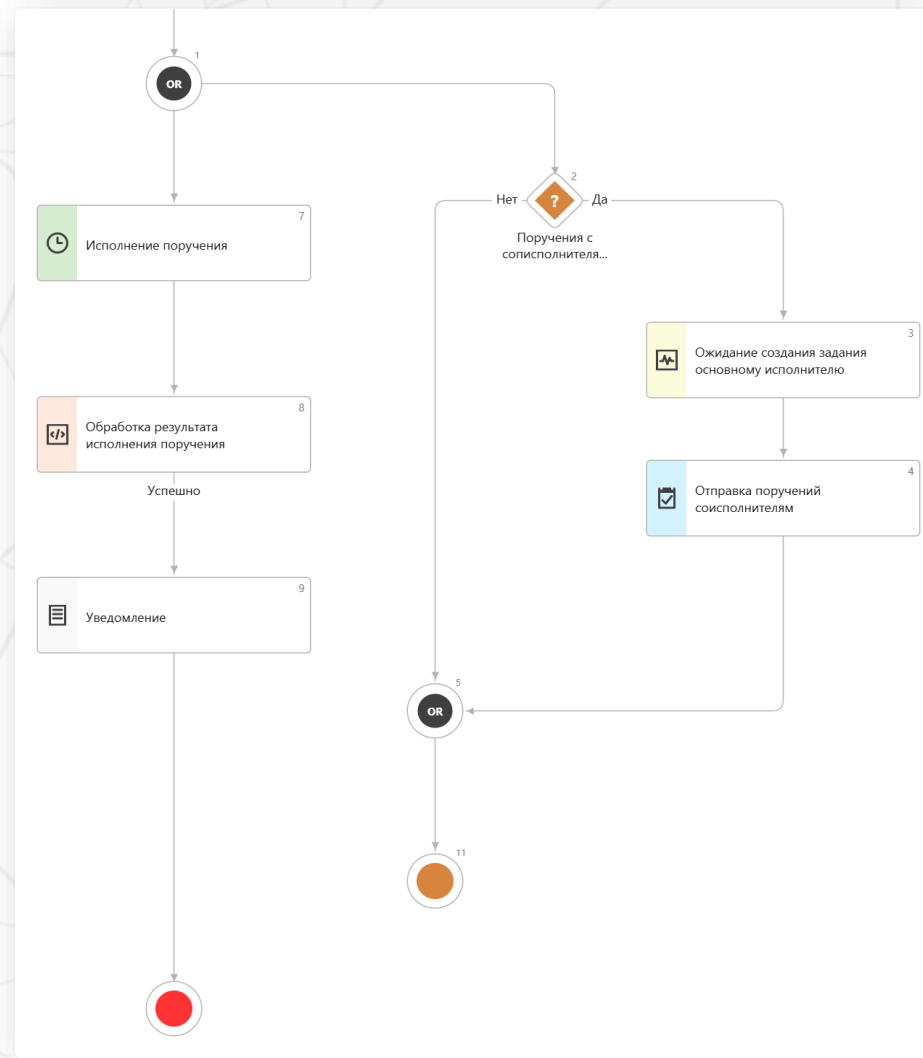 1
OR
2
Нет
?
Да
Поручения с
сописполнителя...
7
Исполнение поручения
3
Ожидание создания задания
основному исполнителю
8
Обработка результата
исполнения поручения
Успешно
4
Отправка поручений
соисполнителям
9
Уведомление
5
OR
11